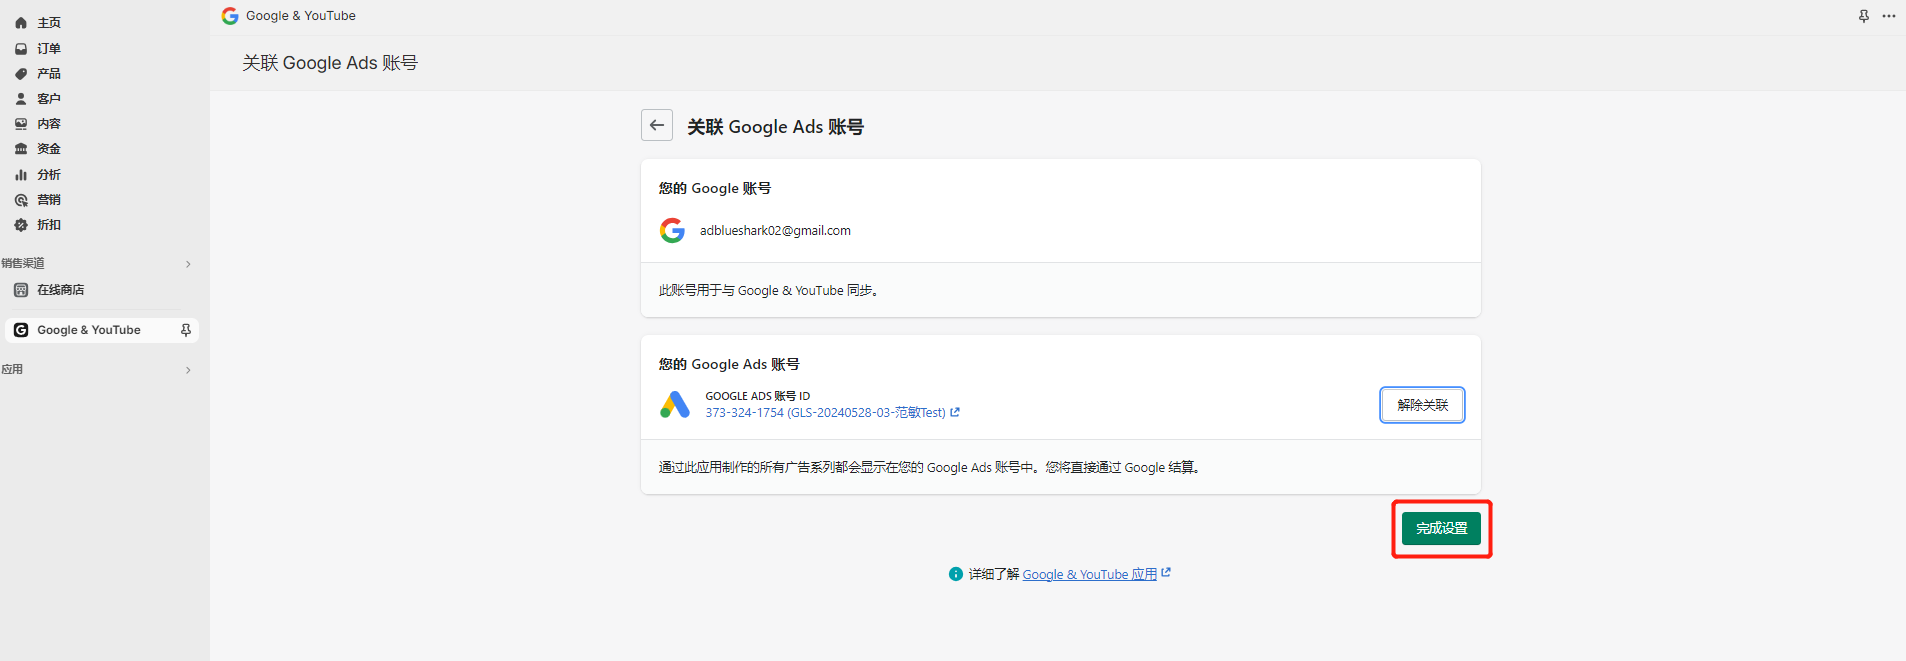 主页
订单
产品
客户
内容
资金
分析
营销
折扣
销售渠道
在线商店
Google & YouTube
应用
Google & YouTube
关联 Google Ads 账号
关联 Google Ads 账号
您的 Google 账号
adblueshark02@gmail.com
此账号用于与 Google & YouTube 同步。
您的 Google Ads 账号
GOOGLE ADS 账号 ID
373-324-1754 (GLS-20240528-03-范敏Test)
解除关联
通过此应用制作的所有广告系列都会显示在您的 Google Ads 账号中。您将直接通过 Google 结算。
完成设置
详细了解 Google & YouTube 应用